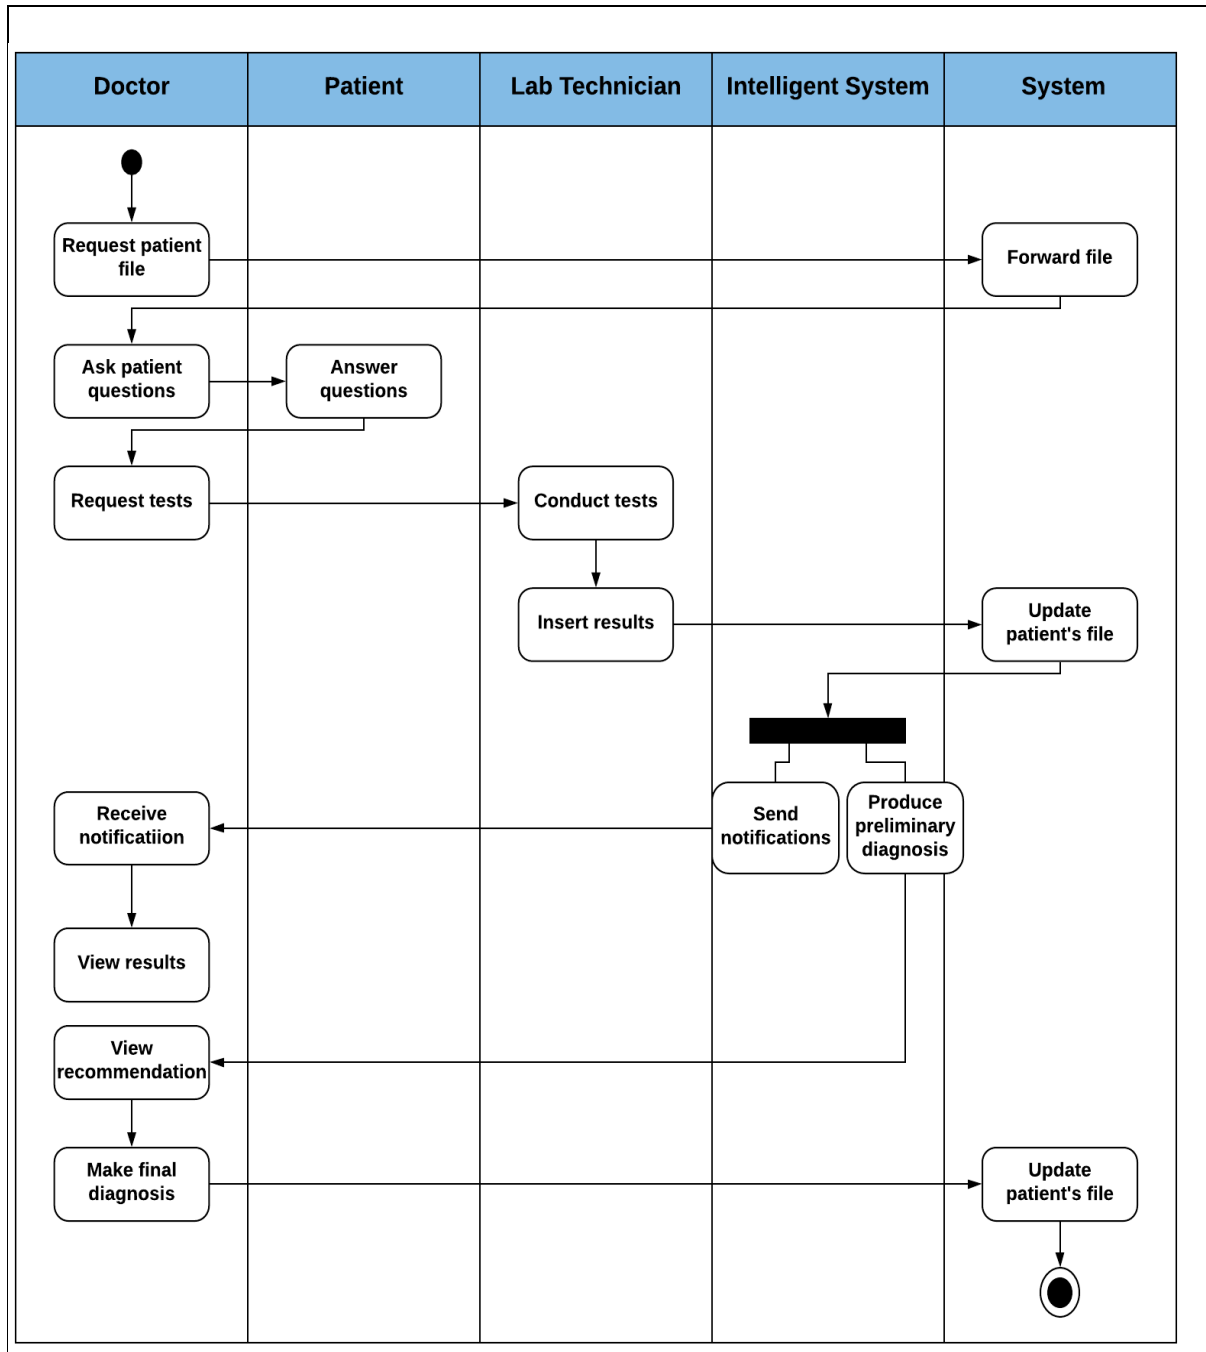 Doctor
Patient
Lab Technician
Intelligent System
System
Request patient
file
Forward file
Ask patient
questions
Answer
questions
Request tests
Conduct tests
Insert results
Update
patient's file
Receive
notificatiion
Send
notifications
Produce
preliminary
diagnosis
View results
View
recommendation
Make final
diagnosis
Update
patient's file